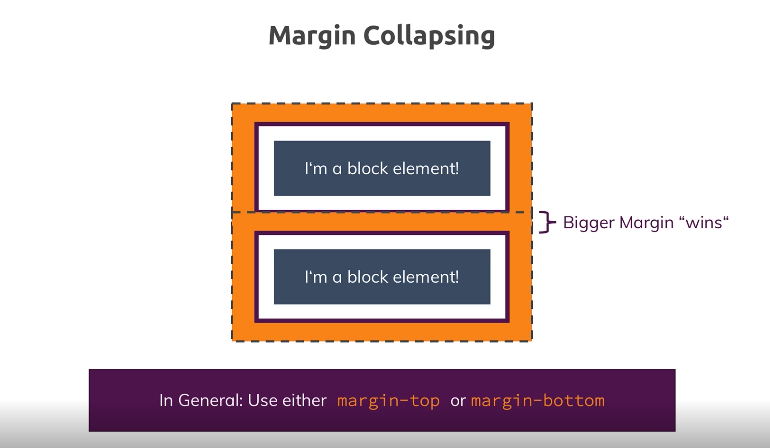 Margin Collapsing
I‘m a block element!
Bigger Margin “wins“
I‘m a block element!
In General: Use either margin-top or margin-bottom